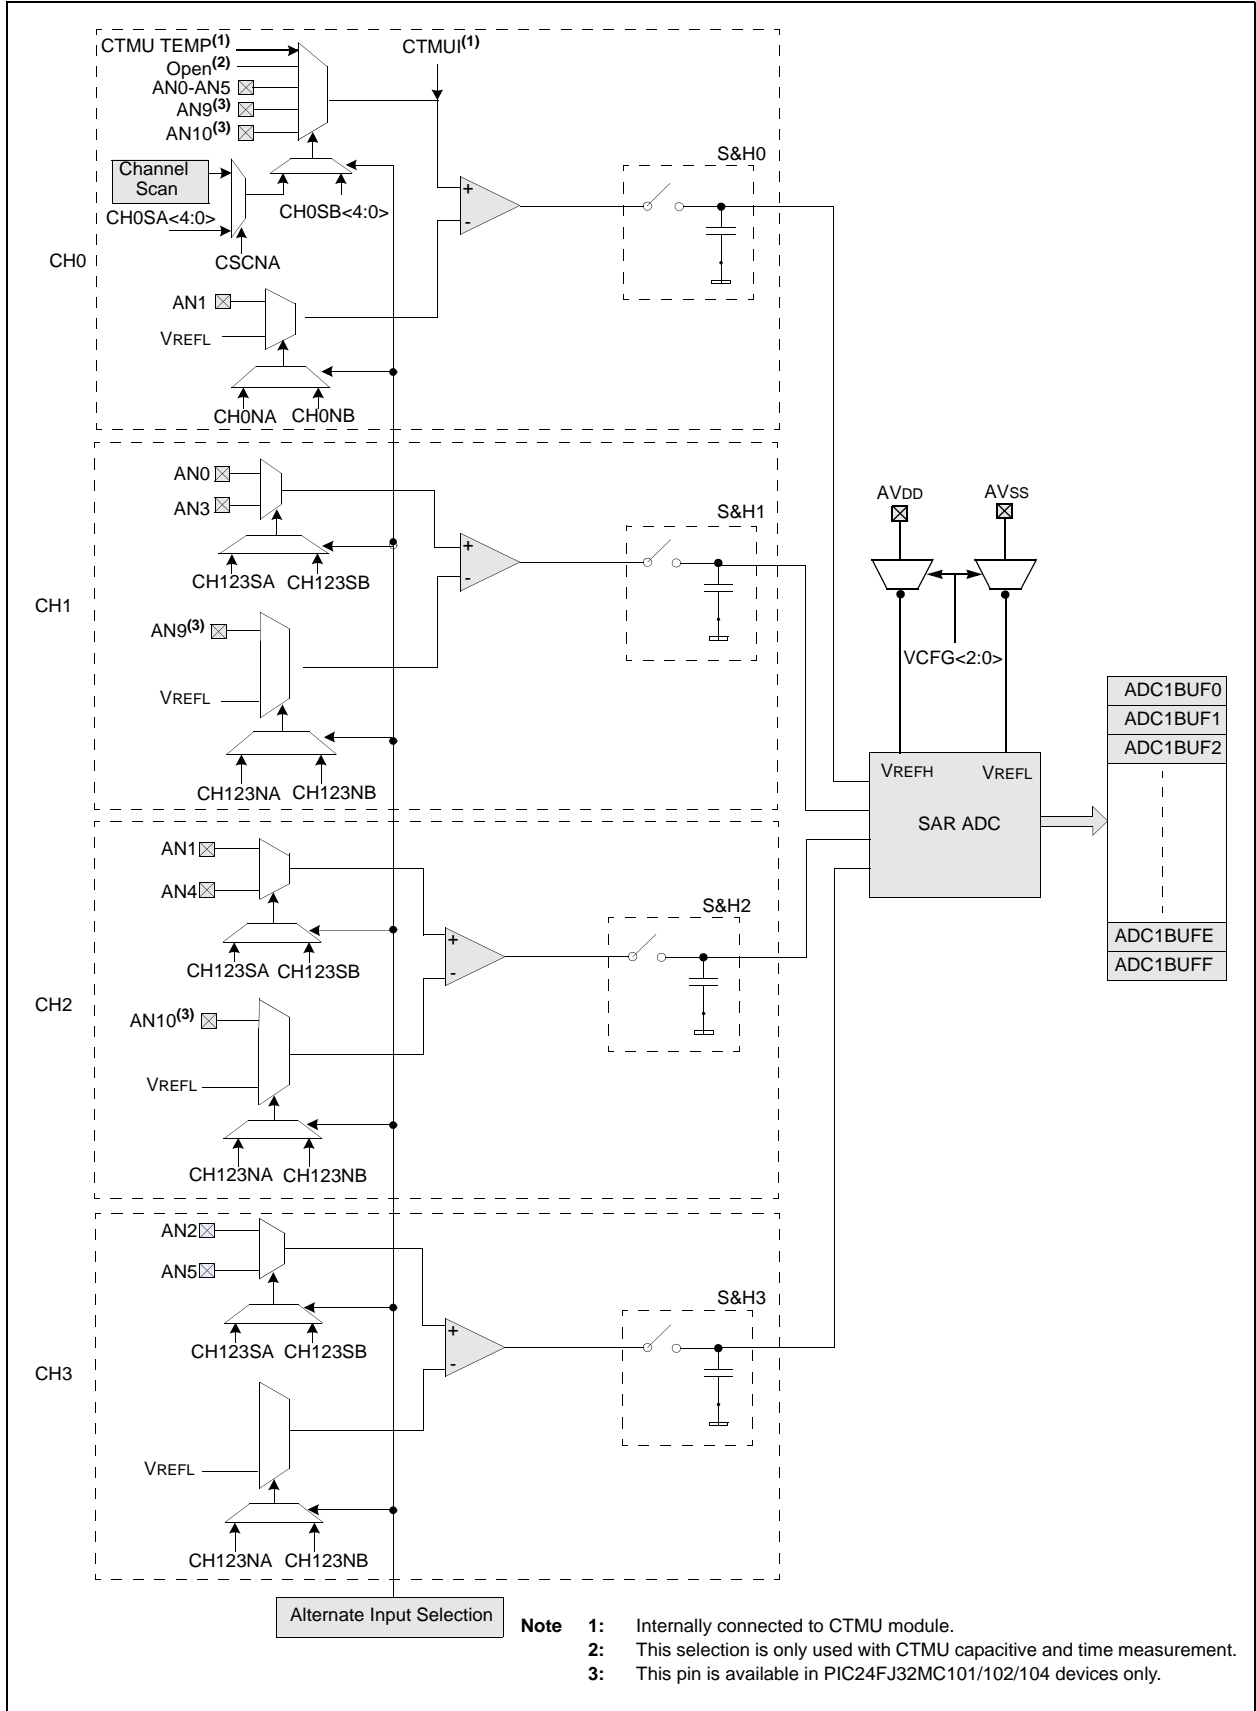 CTMU TEMP(1)
Open(2)
AN0-AN5
AN9(3)
AN10(3)
CTMUI(1)
Channel
Scan
CH0SA<4:0>
CH0SB<4:0>
CSCNA
+
-
S&H0
CH0
AN1
VREFL
CH0NA
CH0NB
AN0
AN3
CH123SA
CH123SB
+
-
S&H1
CH1
AN9(3)
VREFL
CH123NA
CH123NB
AVDD
AVSS
VCFG<2:0>
VREFH
VREFL
SAR ADC
ADC1BUF0
ADC1BUF1
ADC1BUF2
ADC1BUFE
ADC1BUFF
AN1
AN4
CH123SA
CH123SB
+
-
S&H2
CH2
AN10(3)
VREFL
CH123NA
CH123NB
AN2
AN5
CH123SA
CH123SB
+
-
S&H3
CH3
VREFL
CH123NA
CH123NB
Alternate Input Selection
Note 1: Internally connected to CTMU module.
2: This selection is only used with CTMU capacitive and time measurement.
3: This pin is available in PIC24FJ32MC101/102/104 devices only.